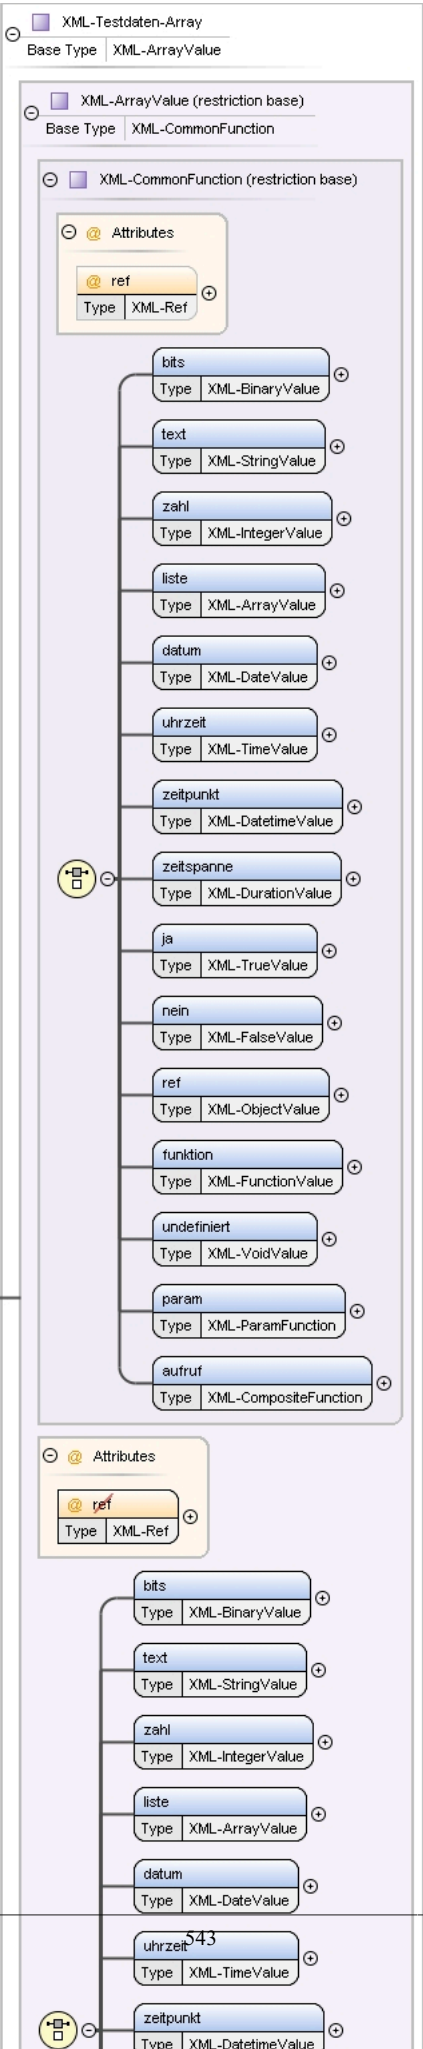 XML-Testdaten-Array
Base Type XML-ArrayValue
XML-ArrayValue (restriction base)
Base Type XML-CommonFunction
XML-CommonFunction (restriction base)
@ Attributes
@ ref
Type XML-Ref
bits
Type XML-BinaryValue
text
Type XML-StringValue
zahl
Type XML-IntegerValue
liste
Type XML-ArrayValue
datum
Type XML-DateValue
uhrzeit
Type XML-TimeValue
zeitpunkt
Type XML-DatetimeValue
zeitspanne
Type XML-DurationValue
ja
Type XML-TrueValue
nein
Type XML-FalseValue
ref
Type XML-ObjectValue
funktion
Type XML-FunctionValue
undefiniert
Type XML-VoidValue
param
Type XML-ParamFunction
aufruf
Type XML-CompositeFunction
@ Attributes
@ ref
Type XML-Ref
bits
Type XML-BinaryValue
text
Type XML-StringValue
zahl
Type XML-IntegerValue
liste
Type XML-ArrayValue
datum
Type XML-DateValue
uhrzeit
543
Type XML-TimeValue
zeitpunkt
Type XML-DatetimeValue